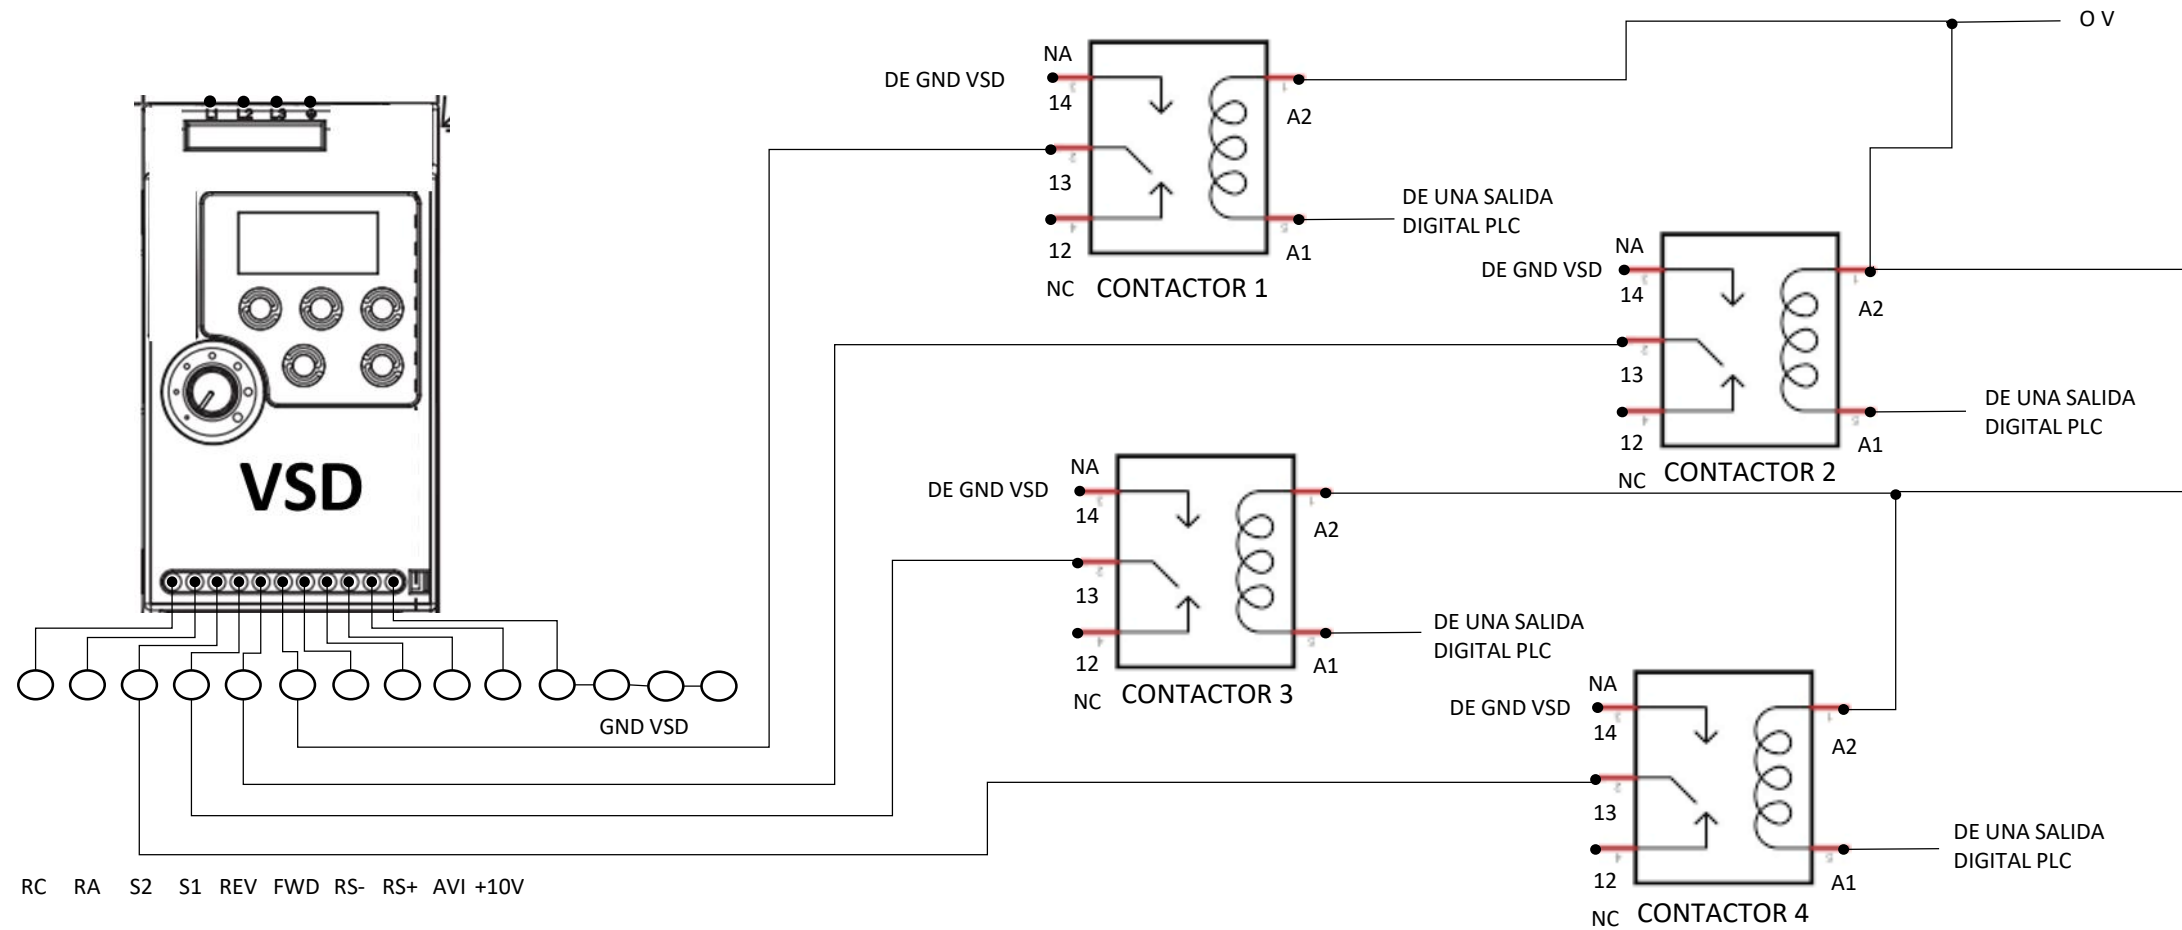 O V
L1 L2 L3
NA
DE GND VSD
14
A2
13
DE UNA SALIDA
DIGITAL PLC
12
A1
NC
CONTACTOR 1
NA
DE GND VSD
14
A2
13
DE UNA SALIDA
DIGITAL PLC
12
A1
NC
CONTACTOR 2
VSD
NA
DE GND VSD
14
A2
13
DE UNA SALIDA
DIGITAL PLC
12
A1
NC
CONTACTOR 3
NA
DE GND VSD
14
A2
13
DE UNA SALIDA
DIGITAL PLC
12
A1
NC
CONTACTOR 4
GND VSD
RC RA S2 S1 REV FWD RS- RS+ AVI +10V